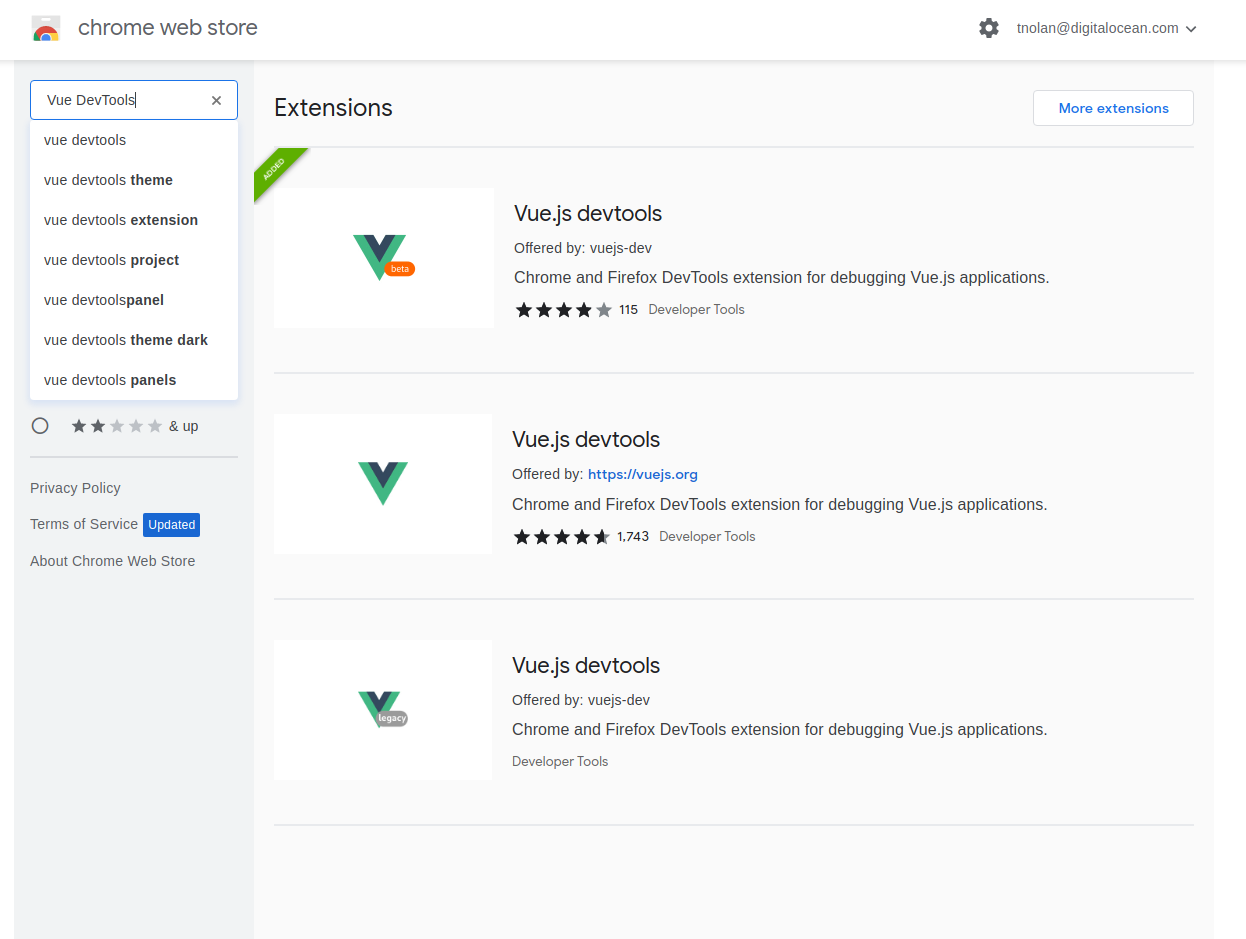 chrome web store
tnolan@digitalocean.com
Vue DevTools
vue devtools
vue devtools theme
vue devtools extension
vue devtools project
vue devtoolspanel
vue devtools theme dark
vue devtools panels
& up
Privacy Policy
Terms of Service Updated
About Chrome Web Store
Extensions
More extensions
ADDED
beta
Vue.js devtools
Offered by: vuejs-dev
Chrome and Firefox DevTools extension for debugging Vue.js applications.
115 Developer Tools
Vue.js devtools
Offered by: https://vuejs.org
Chrome and Firefox DevTools extension for debugging Vue.js applications.
1,743 Developer Tools
legacy
Vue.js devtools
Offered by: vuejs-dev
Chrome and Firefox DevTools extension for debugging Vue.js applications.
Developer Tools